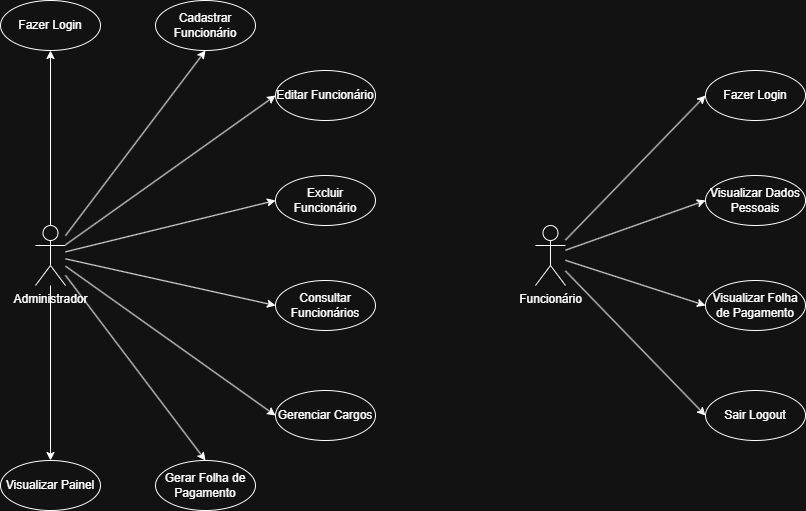 Fazer Login
Cadastrar
Funcionário
Editar Funcionário
Excluir
Funcionário
Administrador
Consultar
Funcionários
Gerenciar Cargos
Visualizar Painel
Gerar Folha de
Pagamento
Fazer Login
Visualizar Dados
Pessoais
Funcionário
Visualizar Folha
de Pagamento
Sair Logout